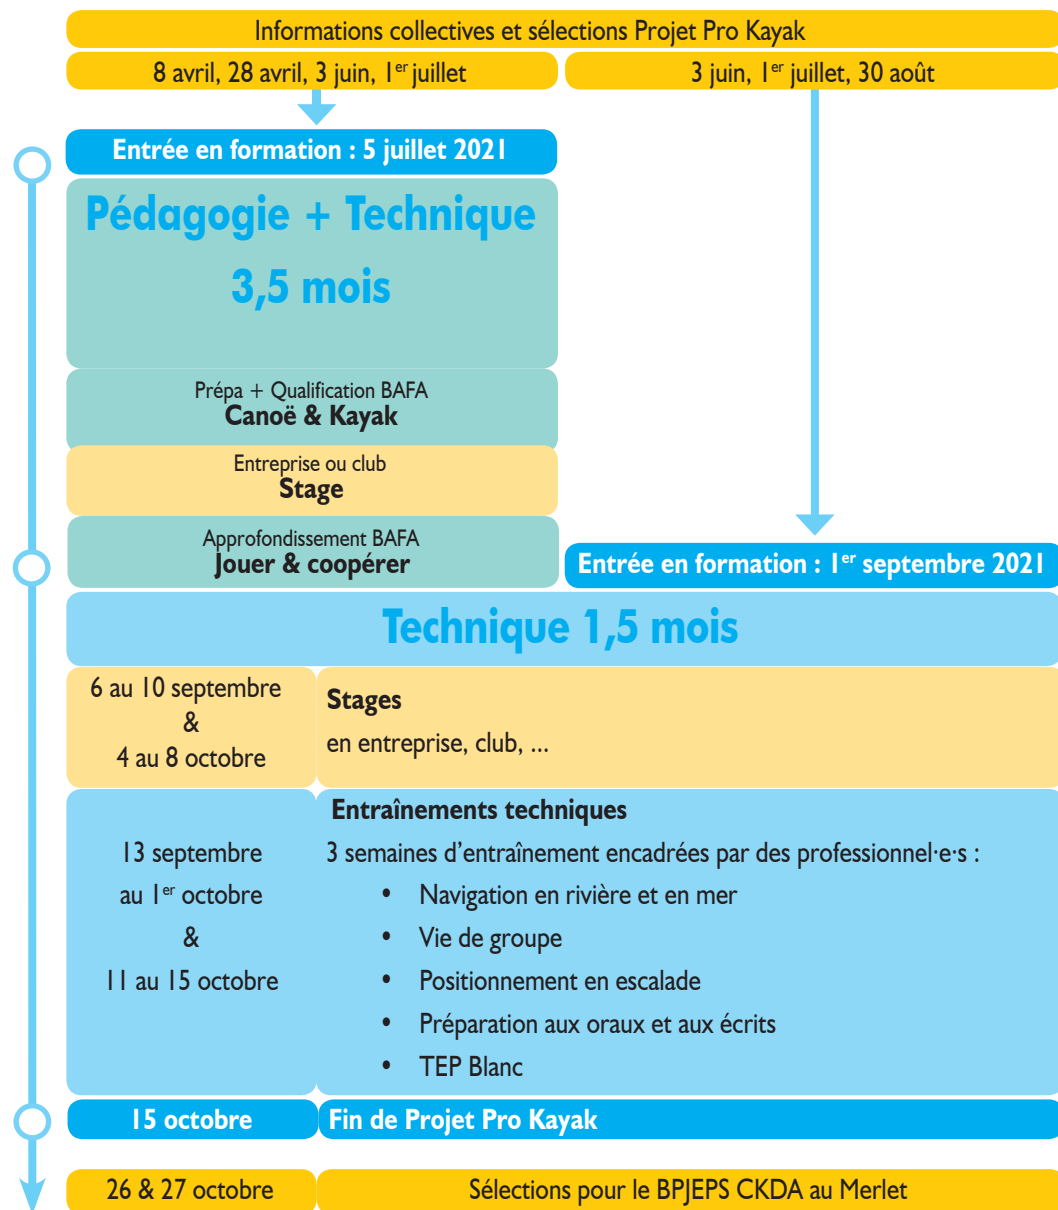 Informations collectives et sélections Projet Pro Kayak
8 avril, 28 avril, 3 juin, 1er juillet
3 juin, 1er juillet, 30 août
Entrée en formation : 5 juillet 2021
Pédagogie + Technique
3,5 mois
Prépa + Qualification BAFA
Canoë & Kayak
Entreprise ou club
Stage
Approfondissement BAFA
Jouer & coopérer
Entrée en formation : 1er septembre 2021
Technique 1,5 mois
6 au 10 septembre
&
4 au 8 octobre
Stages
en entreprise, club, ...
13 septembre
au 1er octobre
&
11 au 15 octobre
Entraînements techniques
3 semaines d’entraînement encadrées par des professionnel·e·s :
• Navigation en rivière et en mer
• Vie de groupe
• Positionnement en escalade
• Préparation aux oraux et aux écrits
• TEP Blanc
15 octobre
Fin de Projet Pro Kayak
26 & 27 octobre
Sélections pour le BPJEPS CKDA au Merlet